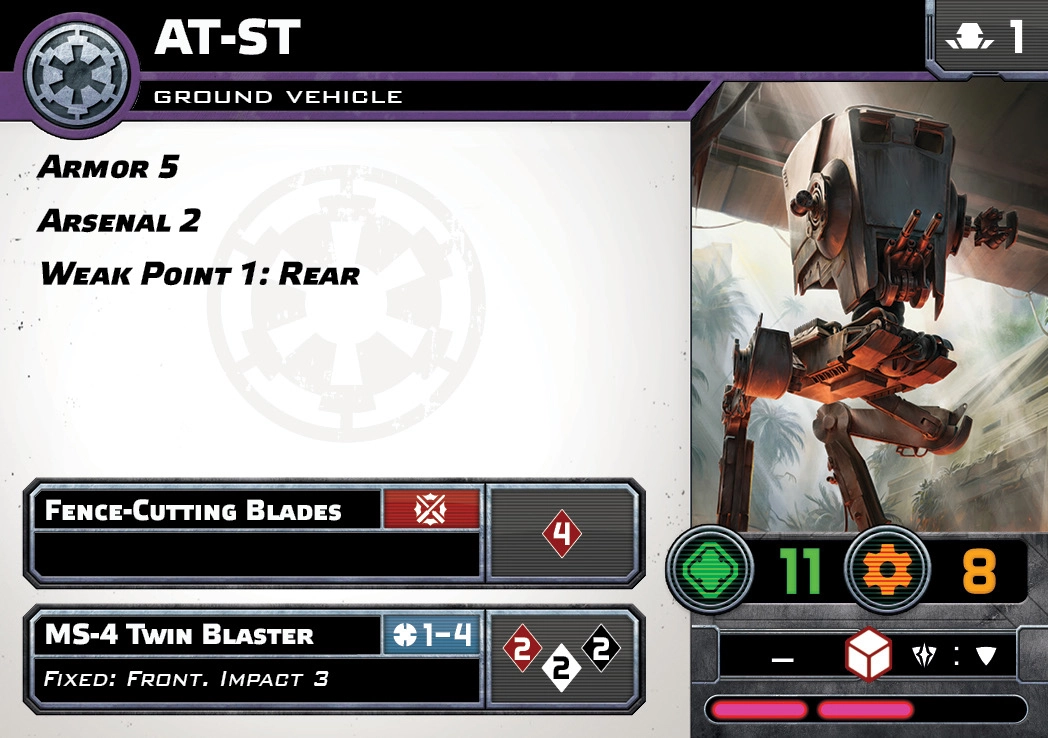 AT-ST
1
GROUND VEHICLE
ARMOR 5
ARSENAL 2
WEAK POINT 1: REAR
FENCE-CUTTING BLADES
4
11
8
MS-4 TWIN BLASTER
1–4
2
2
2
FIXED: FRONT. IMPACT 3
– :